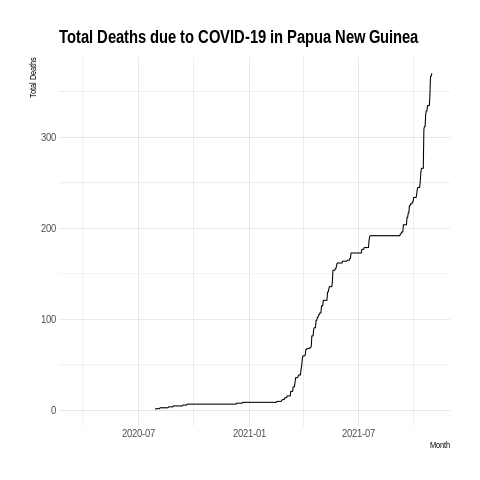 Total Deaths due to COVID-19 in Papua New Guinea
Total Deaths
300
200
100
0
2020-07
2021-01
2021-07
Month